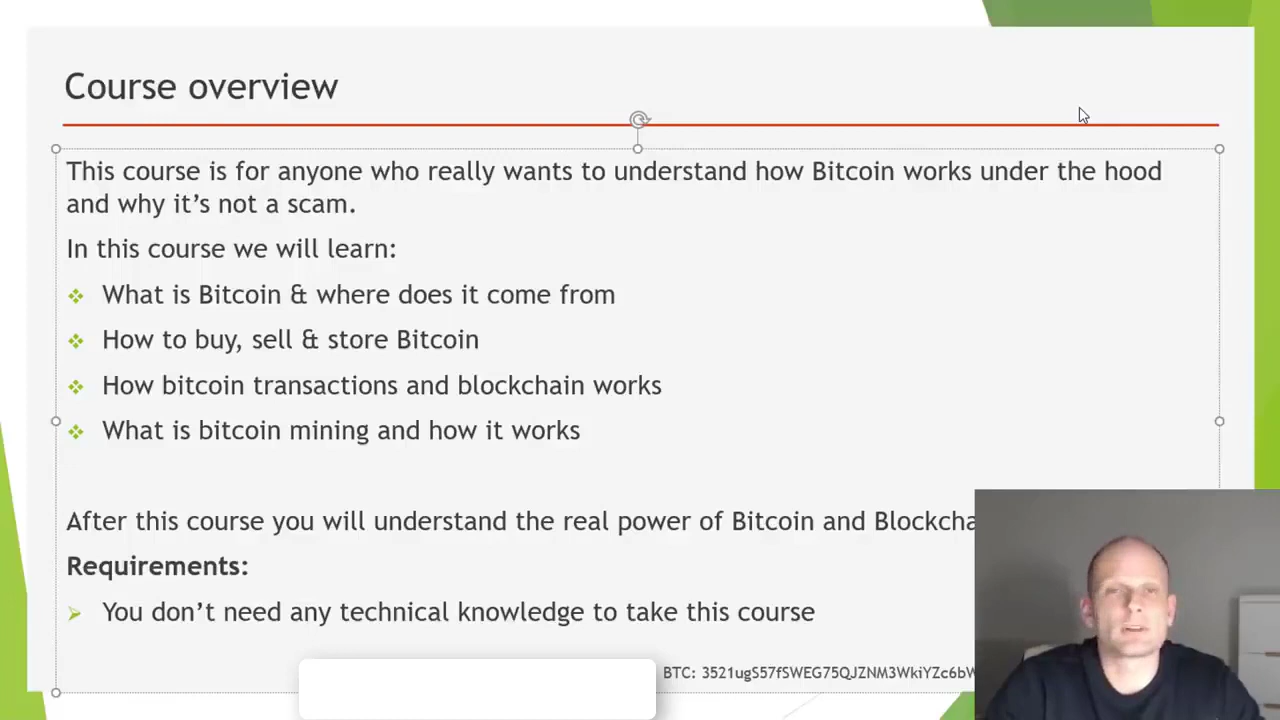 Course overview
This course is for anyone who really wants to understand how Bitcoin works under the hood
and why it’s not a scam.
In this course we will learn:
What is Bitcoin & where does it come from
How to buy, sell & store Bitcoin
How bitcoin transactions and blockchain works
What is bitcoin mining and how it works
After this course you will understand the real power of Bitcoin and
Requirements:
You don’t need any technical knowledge to take this course
BTC: